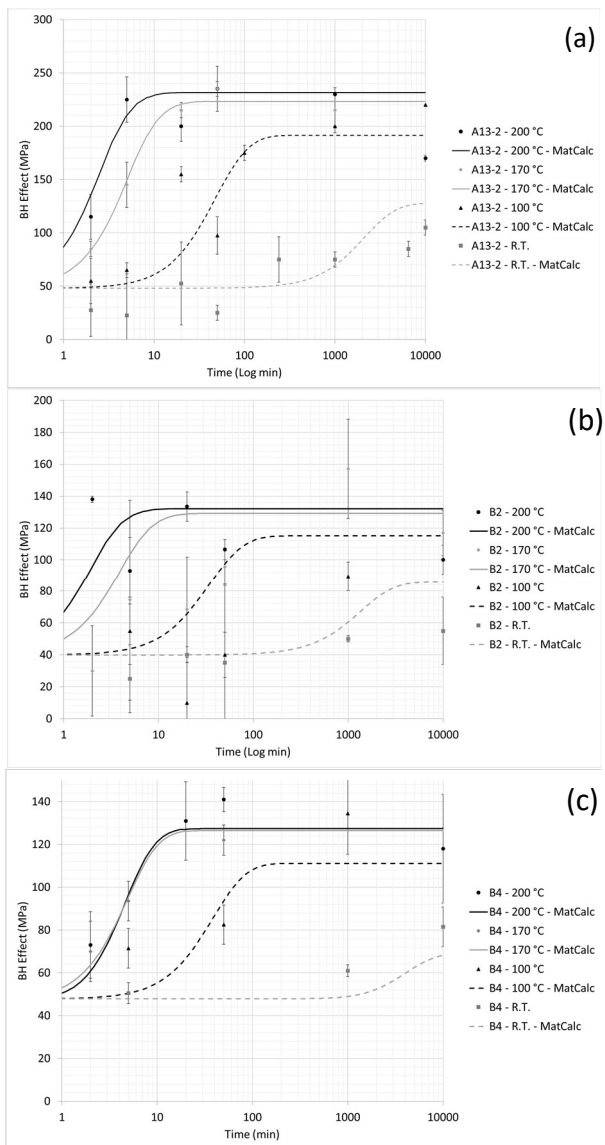 (a)
300
250
200
150
100
50
0
BH Effect (MPa)
1 10 100 1000 10000
Time (Log min)
A13-2 - 200 °C
A13-2 - 200 °C - MatCalc
A13-2 - 170 °C
A13-2 - 170 °C - MatCalc
A13-2 - 100 °C
A13-2 - 100 °C - MatCalc
A13-2 - R.T.
A13-2 - R.T. - MatCalc
(b)
200
180
160
140
120
100
80
60
40
20
0
BH Effect (MPa)
1 10 100 1000 10000
Time (Log min)
B2 - 200 °C
B2 - 200 °C - MatCalc
B2 - 170 °C
B2 - 170 °C - MatCalc
B2 - 100 °C
B2 - 100 °C - MatCalc
B2 - R.T.
B2 - R.T. - MatCalc
(c)
140
120
100
80
60
40
20
0
BH Effect (MPa)
1 10 100 1000 10000
Time (min)
B4 - 200 °C
B4 - 200 °C - MatCalc
B4 - 170 °C
B4 - 170 °C - MatCalc
B4 - 100 °C
B4 - 100 °C - MatCalc
B4 - R.T.
B4 - R.T. - MatCalc